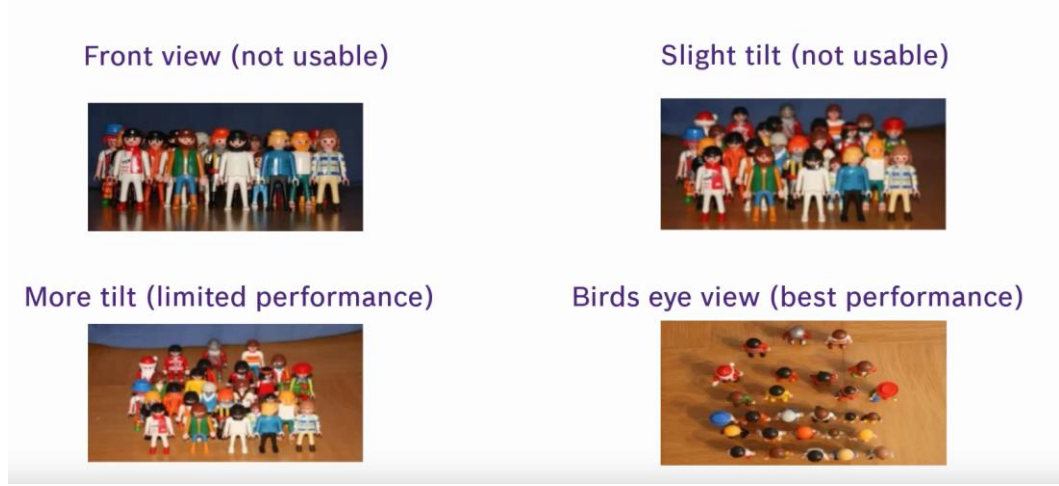 Front view (not usable)
Slight tilt (not usable)
More tilt (limited performance)
Birds eye view (best performance)